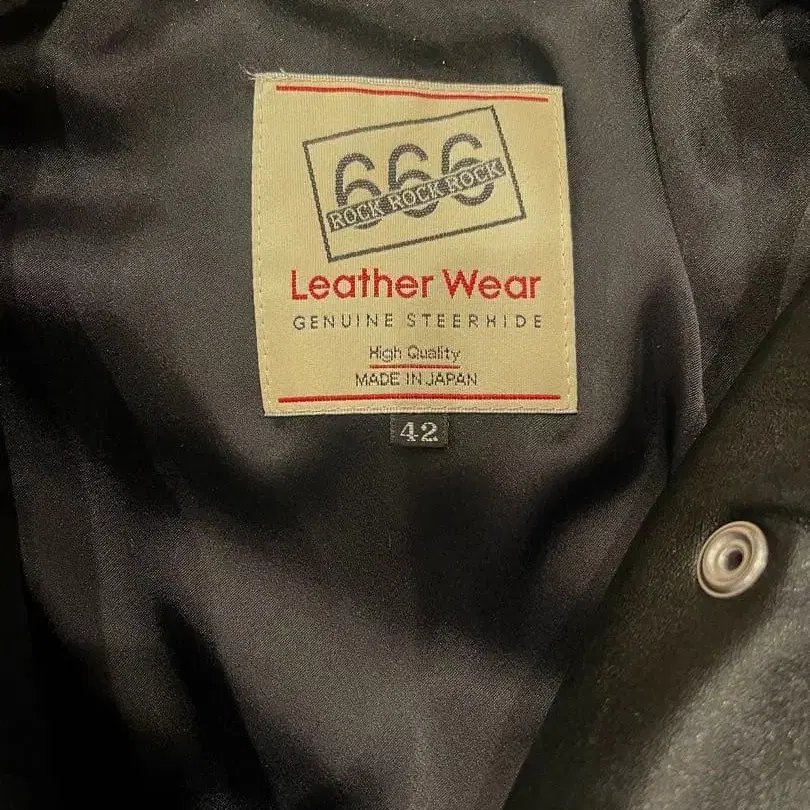 666
ROCK ROCK ROCK
Leather Wear
GENUINE STEERHIDE
High Quality
MADE IN JAPAN
42